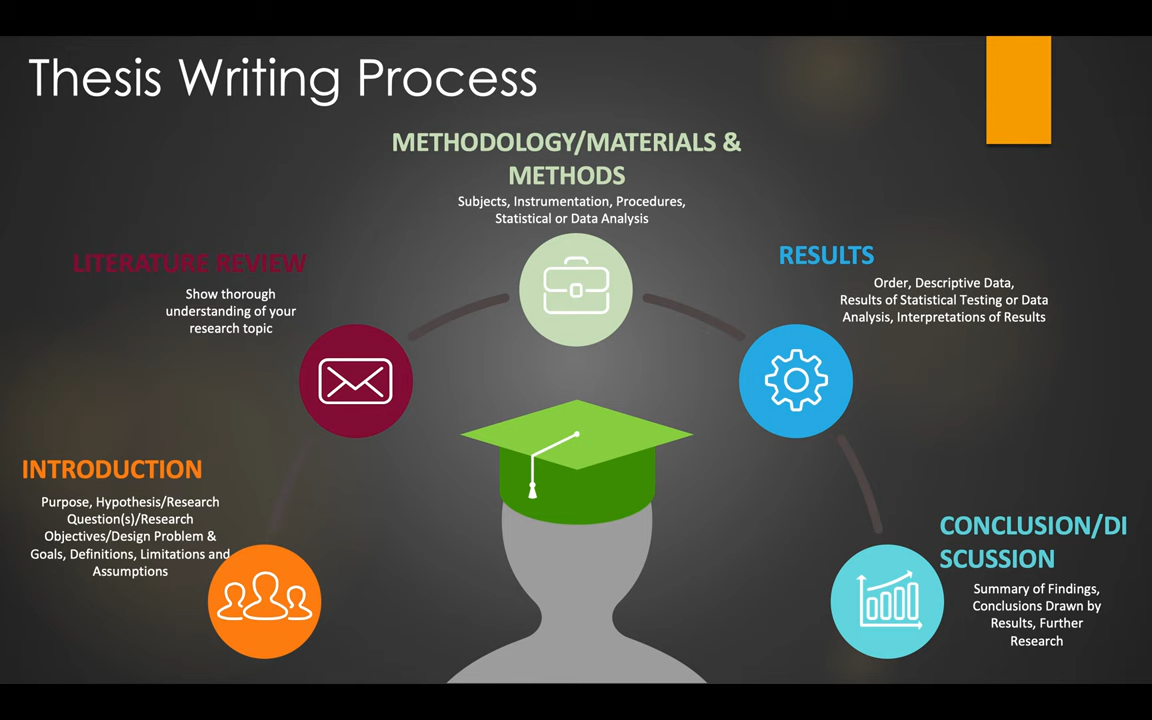 Thesis Writing Process
METHODOLOGY/MATERIALS &
METHODS
Subjects, Instrumentation, Procedures,
Statistical or Data Analysis
LITERATURE REVIEW
Show thorough
understanding of your
research topic
RESULTS
Order, Descriptive Data,
Results of Statistical Testing or Data
Analysis, Interpretations of Results
INTRODUCTION
Purpose, Hypothesis/Research
Question(s)/Research
Objectives/Design Problem &
Goals, Definitions, Limitations and
Assumptions
CONCLUSION/DI
SCUSSION
Summary of Findings,
Conclusions Drawn by
Results, Further
Research